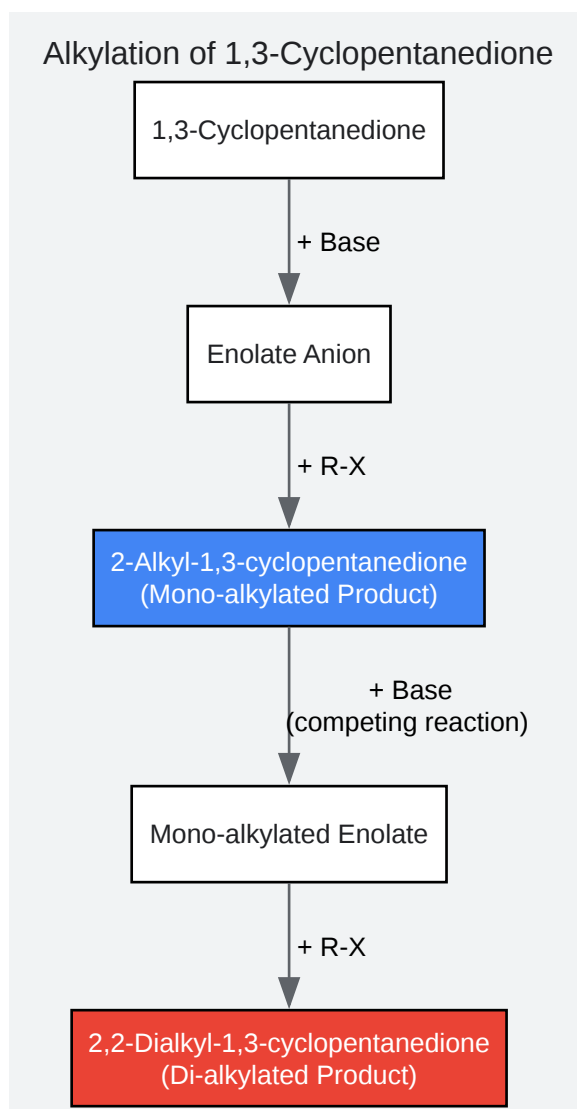 Alkylation of 1,3-Cyclopentanedione
1,3-Cyclopentanedione
+ Base
Enolate Anion
+ R-X
2-Alkyl-1,3-cyclopentanedione
(Mono-alkylated Product)
+ Base
(competing reaction)
Mono-alkylated Enolate
+ R-X
2,2-Dialkyl-1,3-cyclopentanedione
(Di-alkylated Product)